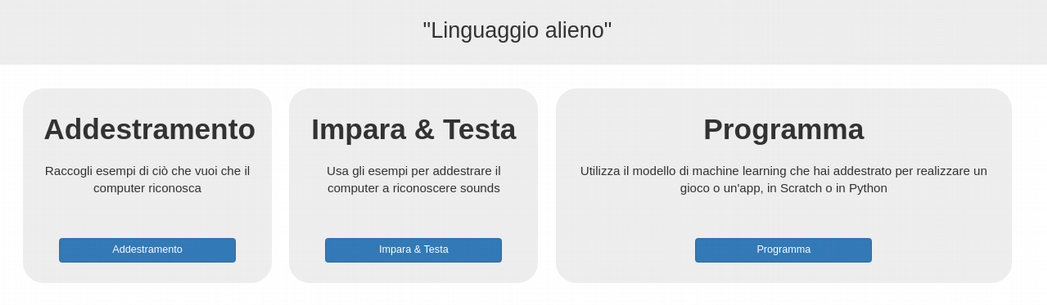 "Linguaggio alieno"
Addestramento
Raccogli esempi di ciò che vuoi che il
computer riconosca
Addestramento
Impara & Testa
Usa gli esempi per addestrare il
computer a riconoscere sounds
Impara & Testa
Programma
Utilizza il modello di machine learning che hai addestrato per realizzare un
gioco o un'app, in Scratch o in Python
Programma